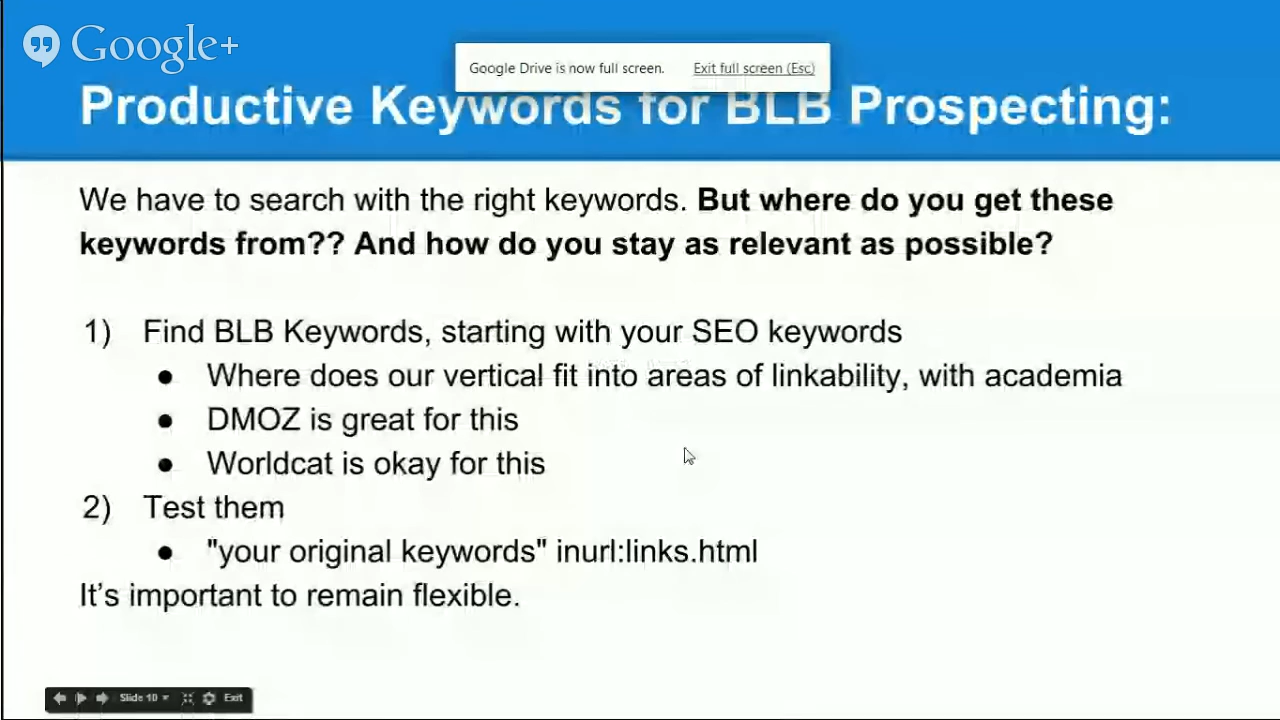 Google+
Google Drive is now full screen. Exit full screen (Esc)
Productive Keywords for BLB Prospecting:
We have to search with the right keywords. But where do you get these
keywords from?? And how do you stay as relevant as possible?
1) Find BLB Keywords, starting with your SEO keywords
● Where does our vertical fit into areas of linkability, with academia
● DMOZ is great for this
● Worldcat is okay for this
2) Test them
● "your original keywords" inurl:links.html
It's important to remain flexible.
Slide 10 Exit